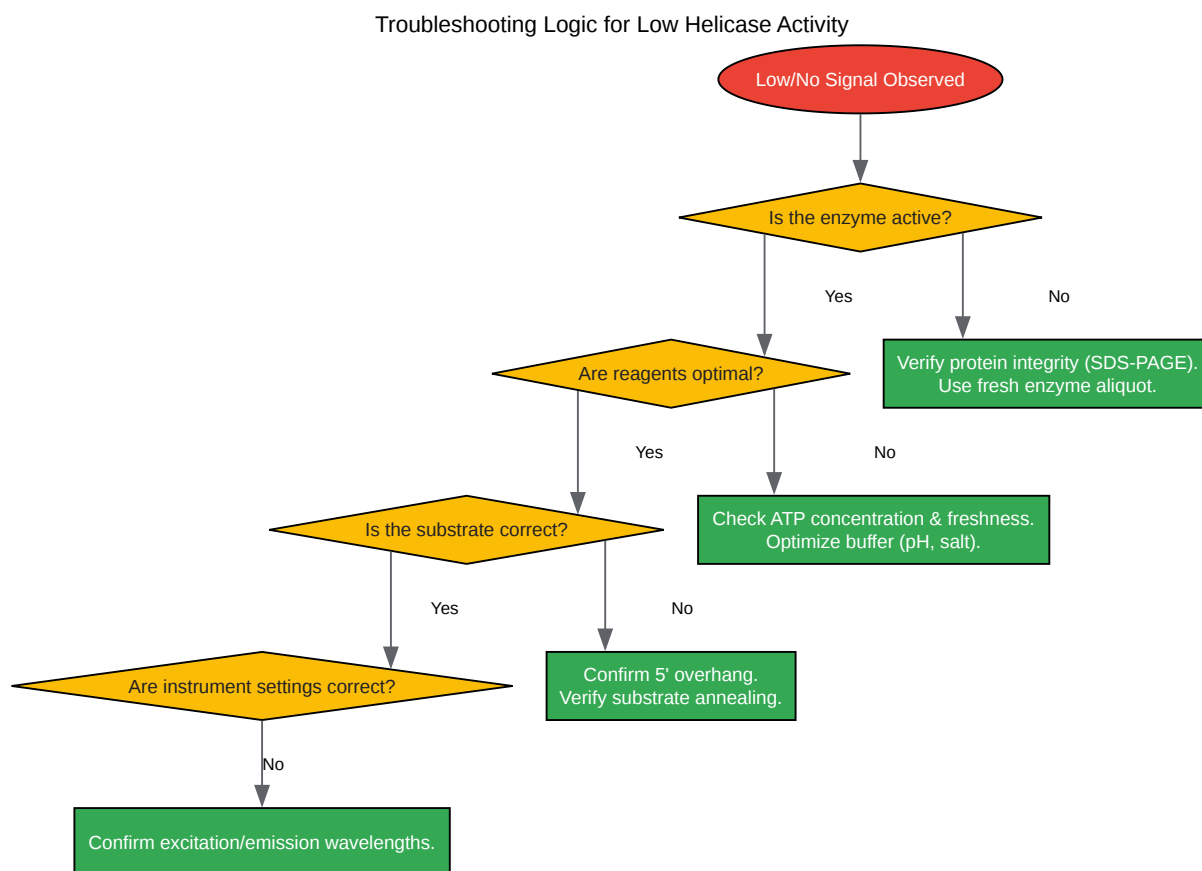 Troubleshooting Logic for Low Helicase Activity
Low/No Signal Observed
Is the enzyme active?
Yes
No
Verify protein integrity (SDS-PAGE).
Use fresh enzyme aliquot.
Are reagents optimal?
Yes
No
Check ATP concentration & freshness.
Optimize buffer (pH, salt).
Is the substrate correct?
Yes
No
Confirm 5' overhang.
Verify substrate annealing.
Are instrument settings correct?
No
Confirm excitation/emission wavelengths.